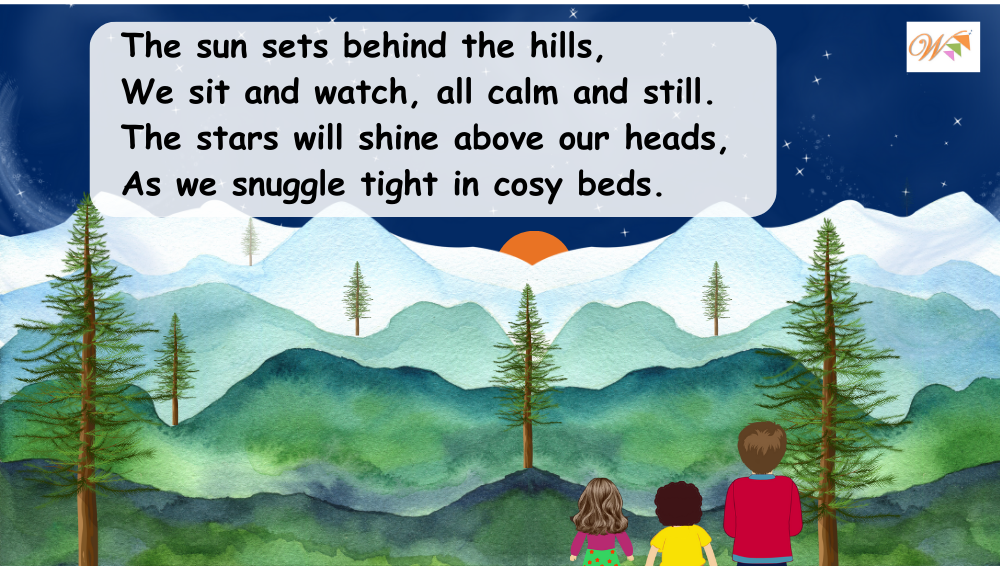 The sun sets behind the hills,
We sit and watch, all calm and still.
The stars will shine above our heads,
As we snuggle tight in cosy beds.
W